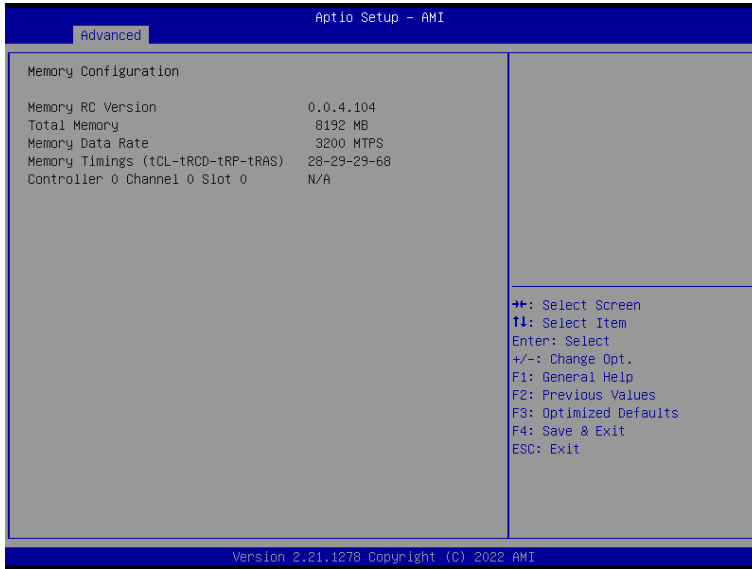 Aptio Setup – AMI
Advanced
Memory Configuration
Memory RC Version 0.0.4.104
Total Memory 8192 MB
Memory Data Rate 3200 MTPS
Memory Timings (tCL-tRCD-tRP-tRAS) 28-29-29-68
Controller 0 Channel 0 Slot 0 N/A
→←: Select Screen
↑↓: Select Item
Enter: Select
+/-: Change Opt.
F1: General Help
F2: Previous Values
F3: Optimized Defaults
F4: Save & Exit
ESC: Exit
Version 2.21.1278 Copyright (C) 2022 AMI